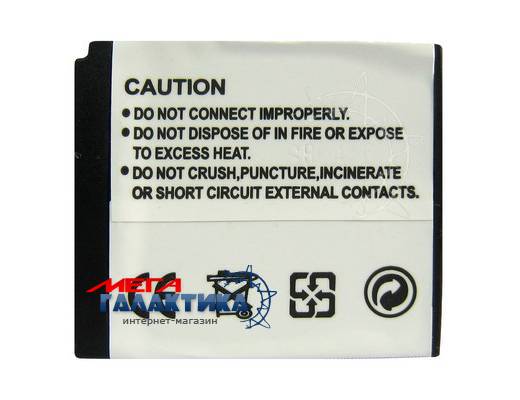 CAUTION
DO NOT CONNECT IMPROPERLY.
DO NOT DISPOSE OF IN FIRE OR EXPOSE
TO EXCESS HEAT.
DO NOT CRUSH,PUNCTURE,INCINERATE
OR SHORT CIRCUIT EXTERNAL CONTACTS.
МЕГА
ГАЛАКТИКА
интернет-магазин
CE